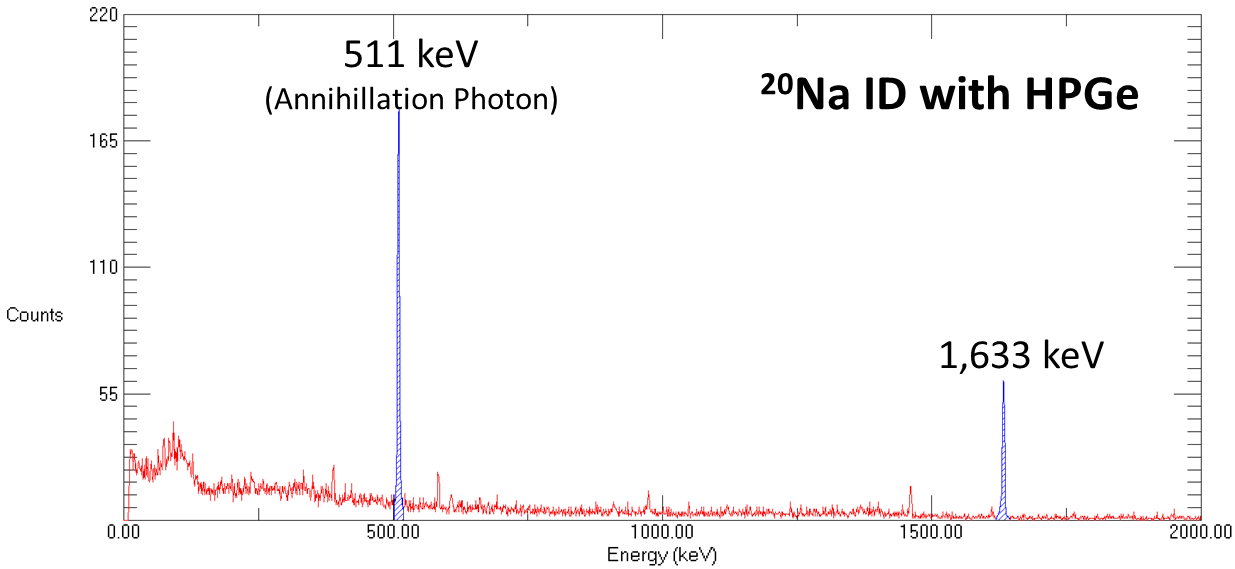 220
511 keV
(Annihillation Photon)
²⁰Na ID with HPGe
165
110
Counts
1,633 keV
55
0.00
500.00
1000.00
1500.00
2000.00
Energy (keV)